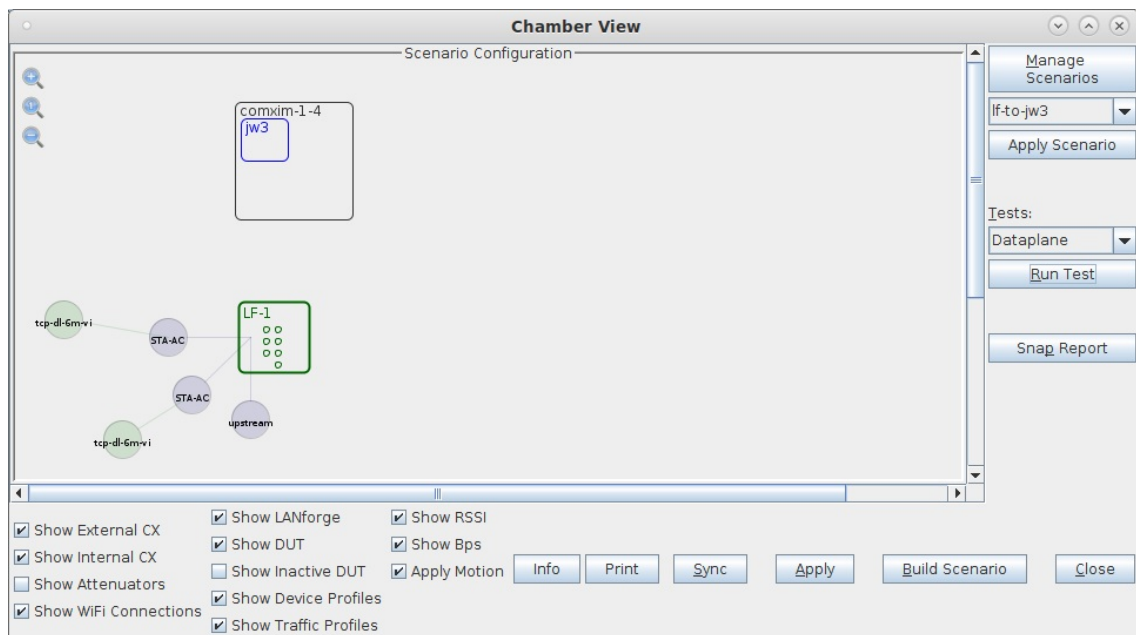 Chamber View
Scenario Configuration
Manage
Scenarios
lf-to-jw3
Apply Scenario
Tests:
Dataplane
Run Test
Snap Report
comxim-1-4
jw3
LF-1
tcp-dl-6m-vi
STA-AC
STA-AC
upstream
tcp-dl-6m-vi
Show External CX
Show Internal CX
Show Attenuators
Show WiFi Connections
Show LANforge
Show DUT
Show Inactive DUT
Show Device Profiles
Show Traffic Profiles
Show RSSI
Show Bps
Apply Motion
Info
Print
Sync
Apply
Build Scenario
Close